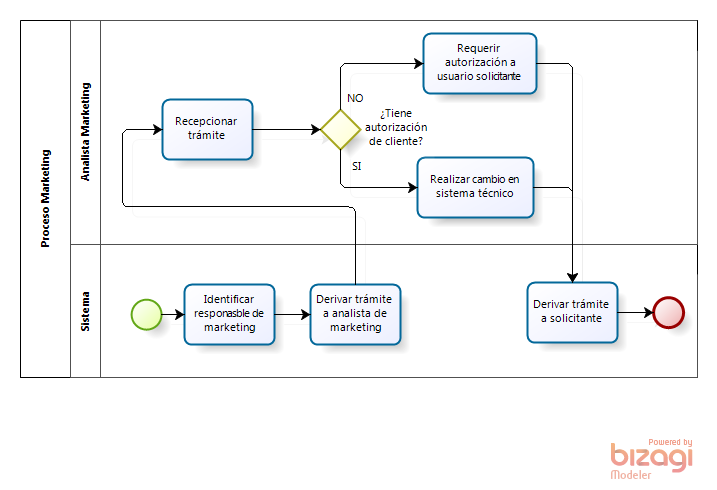 Proceso Marketing
Analista Marketing
Recepcionar
trámite
NO
¿Tiene
autorización
de cliente?
SI
Requerir
autorización a
usuario solicitante
Realizar cambio en
sistema técnico
Sistema
Identificar
responsable de
marketing
Derivar trámite
a analista de
marketing
Derivar trámite
a solicitante
Powered by
bizagi
Modeler